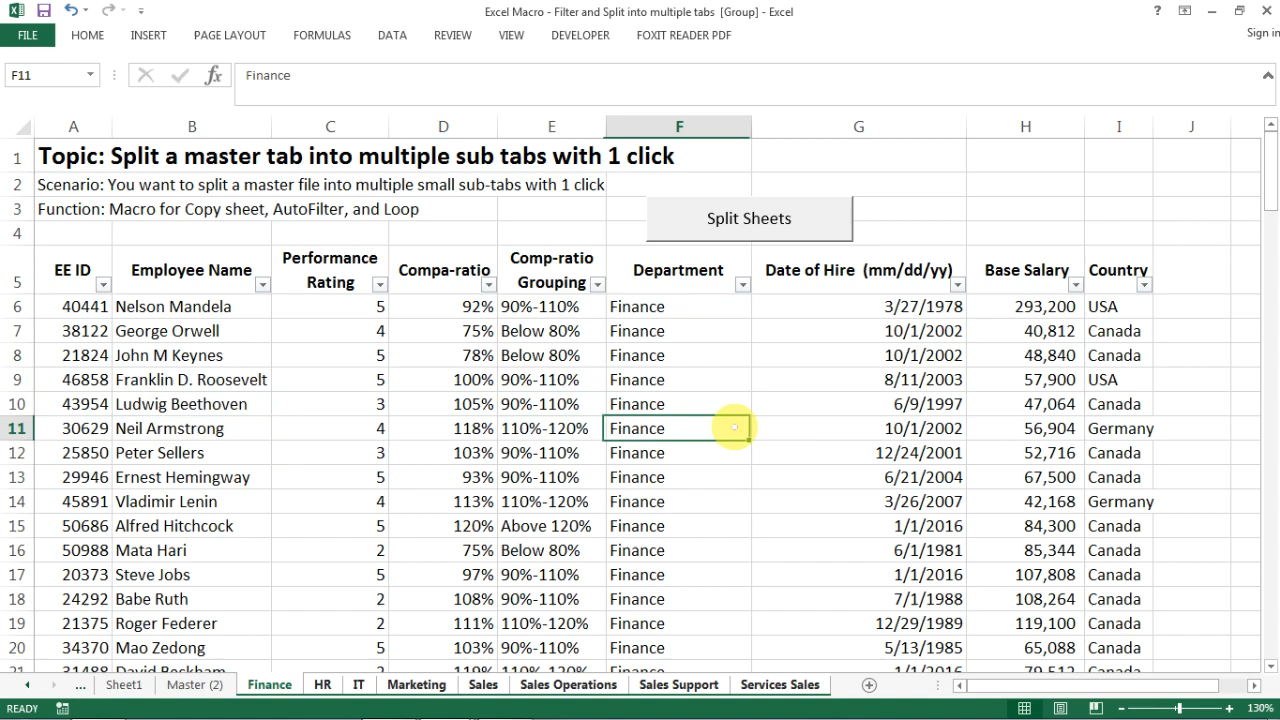 Excel Macro - Filter and Split into multiple tabs [Group] - Excel
?
Sign in
FILE HOME INSERT PAGE LAYOUT FORMULAS DATA REVIEW VIEW DEVELOPER FOXIT READER PDF
F11 fx Finance
A B C D E F G H I J
1 Topic: Split a master tab into multiple sub tabs with 1 click
2 Scenario: You want to split a master file into multiple small sub-tabs with 1 click
3 Function: Macro for Copy sheet, AutoFilter, and Loop
Split Sheets
4
5 EE ID Employee Name Performance Rating Compa-ratio Comp-ratio Grouping Department Date of Hire (mm/dd/yy) Base Salary Country
6 40441 Nelson Mandela 5 92% 90%-110% Finance 3/27/1978 293,200 USA
7 38122 George Orwell 4 75% Below 80% Finance 10/1/2002 40,812 Canada
8 21824 John M Keynes 5 78% Below 80% Finance 10/1/2002 48,840 Canada
9 46858 Franklin D. Roosevelt 5 100% 90%-110% Finance 8/11/2003 57,900 USA
10 43954 Ludwig Beethoven 3 105% 90%-110% Finance 6/9/1997 47,064 Canada
11 30629 Neil Armstrong 4 118% 110%-120% Finance 10/1/2002 56,904 Germany
12 25850 Peter Sellers 3 103% 90%-110% Finance 12/24/2001 52,716 Canada
13 29946 Ernest Hemingway 5 93% 90%-110% Finance 6/21/2004 67,500 Canada
14 45891 Vladimir Lenin 4 113% 110%-120% Finance 3/26/2007 42,168 Germany
15 50686 Alfred Hitchcock 5 120% Above 120% Finance 1/1/2016 84,300 Canada
16 50988 Mata Hari 2 75% Below 80% Finance 6/1/1981 85,344 Canada
17 20373 Steve Jobs 5 97% 90%-110% Finance 1/1/2016 107,808 Canada
18 24292 Babe Ruth 2 108% 90%-110% Finance 7/1/1988 108,264 Canada
19 21375 Roger Federer 2 111% 110%-120% Finance 12/29/1989 119,100 Canada
20 34370 Mao Zedong 5 103% 90%-110% Finance 5/13/1985 65,088 Canada
21 31488 David Beckham 2 119% 110%-120% Finance 1/1/2016 79,512 Canada
... Sheet1 Master (2) Finance HR IT Marketing Sales Sales Operations Sales Support Services Sales
READY 130%